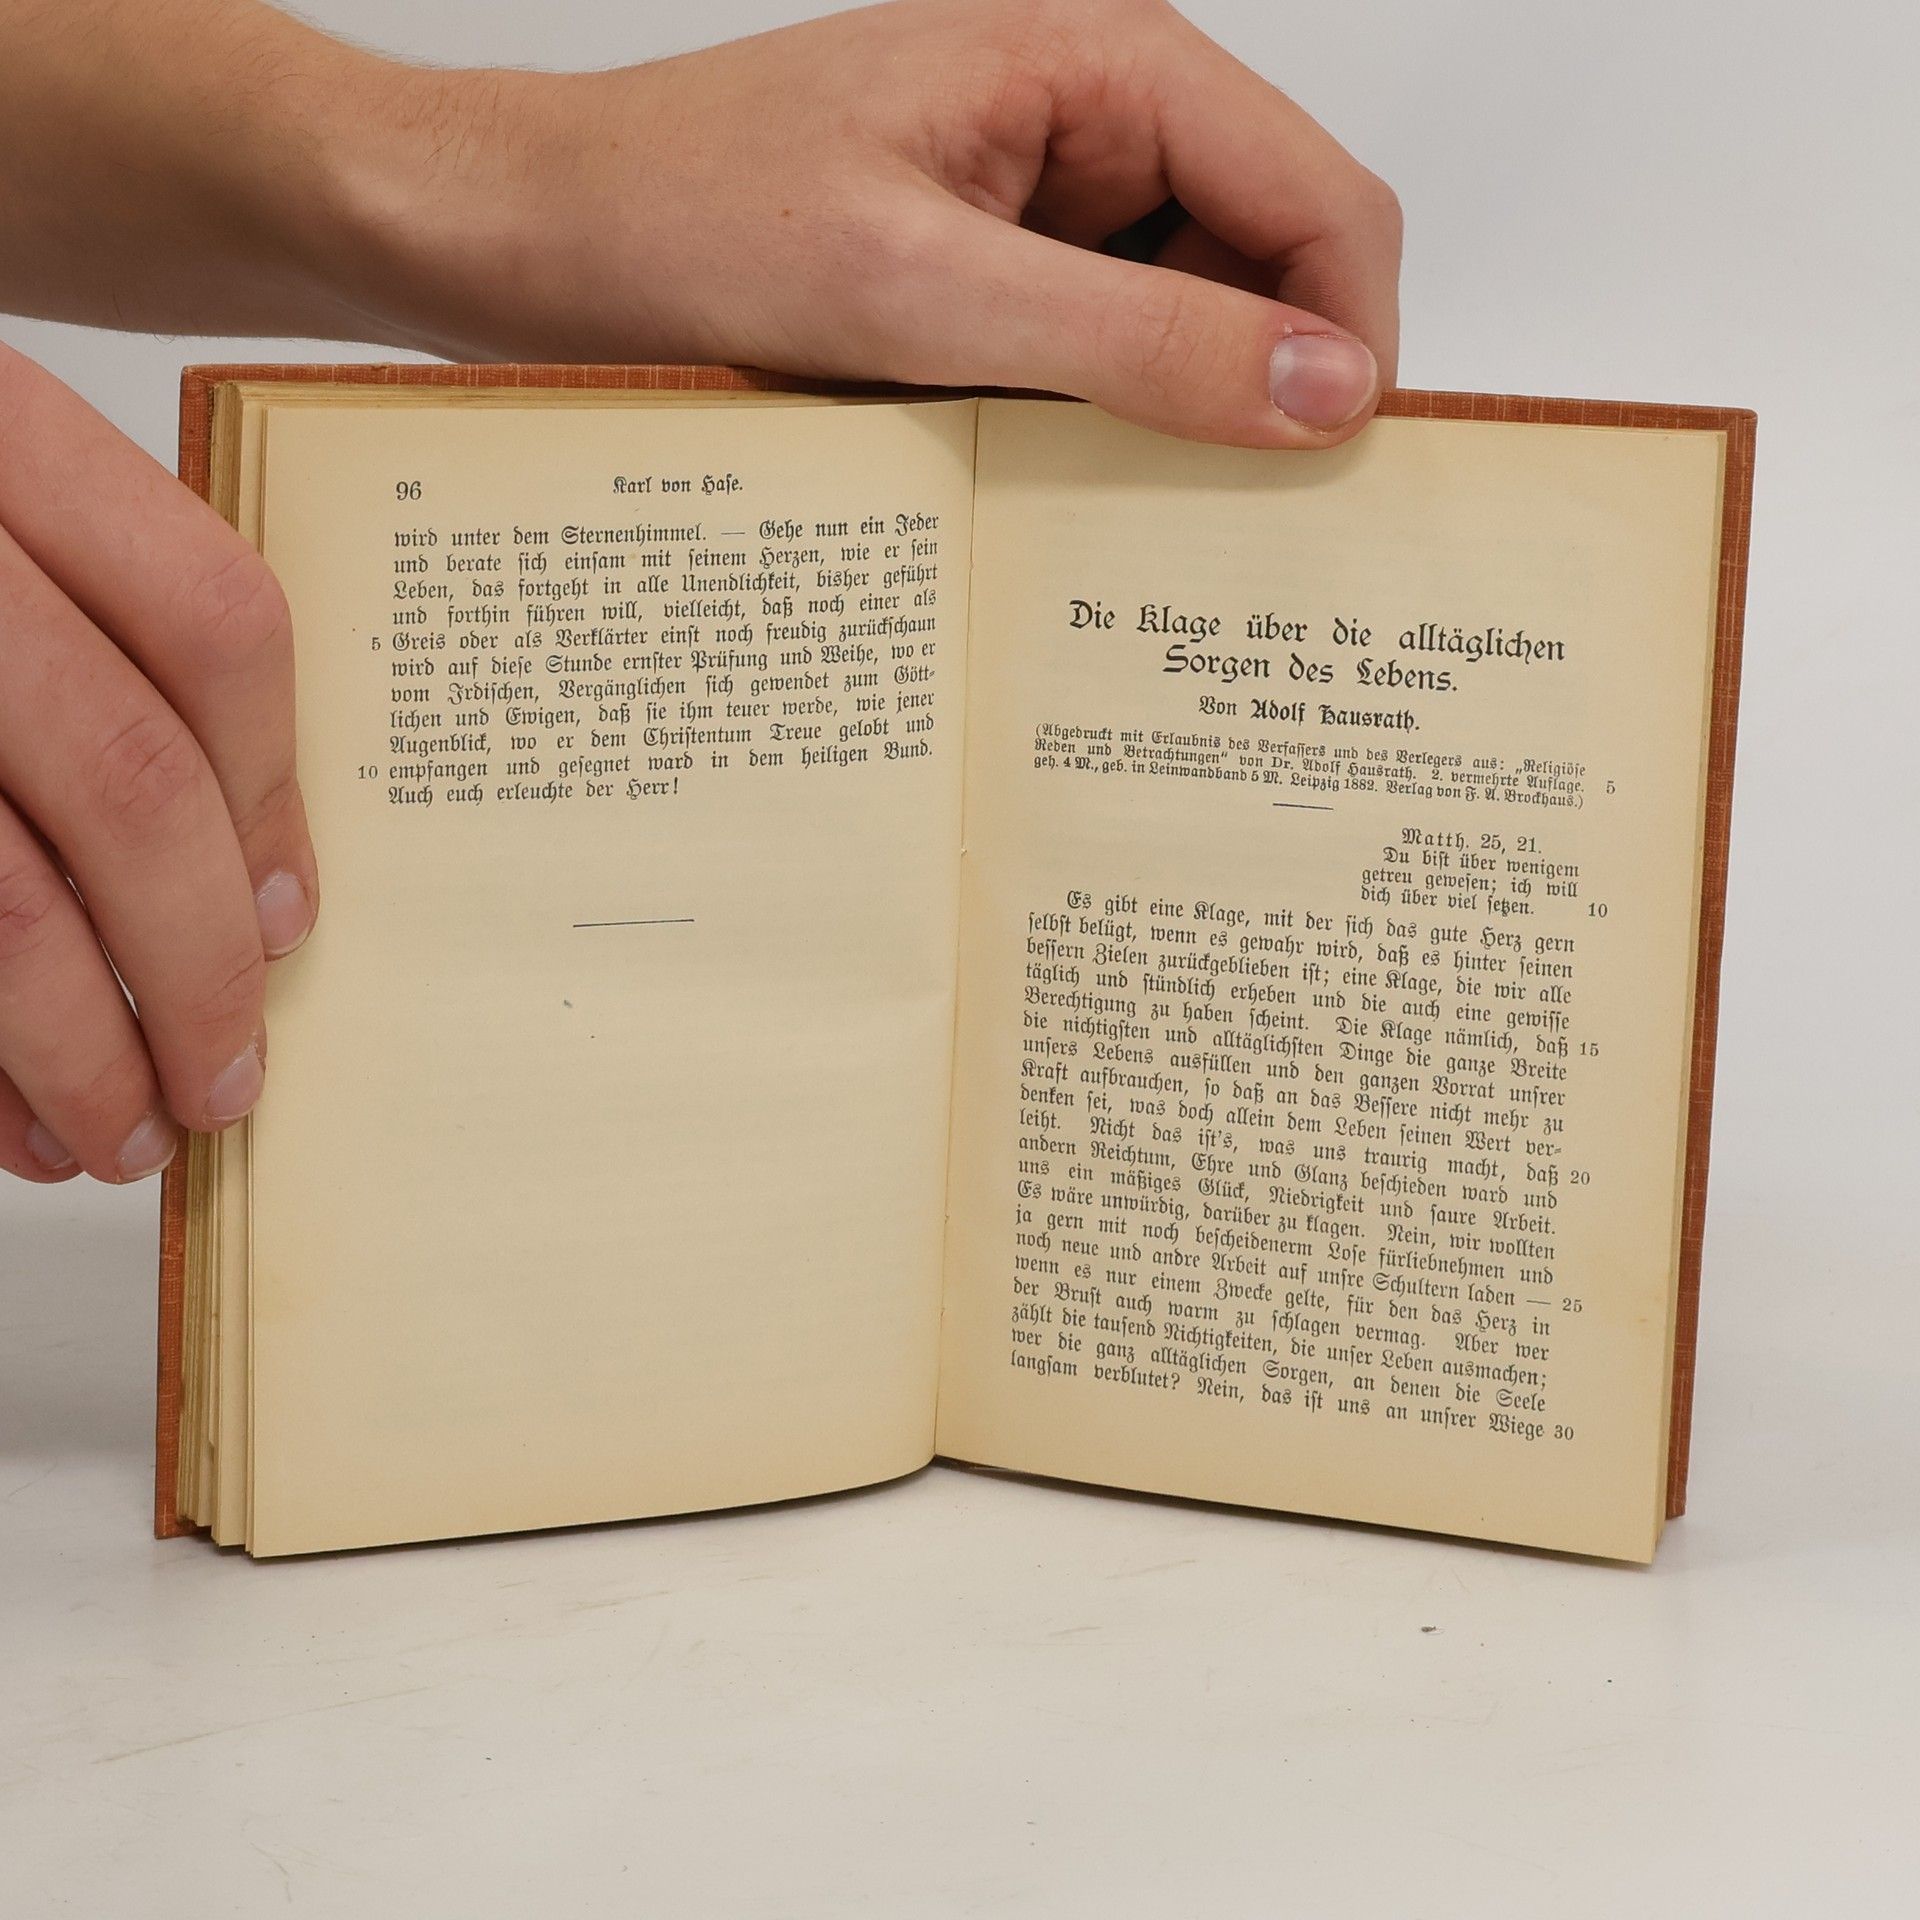 96
Karl von Hase.
wird unter dem Sternenhimmel. — Gehe nun ein Jeder
und berate sich einsam mit seinem Herzen, wie er sein
Leben, das fortgeht in alle Unendlichkeit, bisher geführt
und forthin führen will, vielleicht, daß noch einer als
5 Greis oder als Verklärter einst noch freudig zurückschaun
wird auf diese Stunde ernster Prüfung und Weihe, wo er
vom Irdischen, Vergänglichen sich gewendet zum Gött-
lichen und Ewigen, daß sie ihm teuer werde, wie jener
Augenblick, wo er dem Christentum Treue gelobt und
10 empfangen und gesegnet ward in dem heiligen Bund.
Auch euch erleuchte der Herr!
Die Klage über die alltäglichen
Sorgen des Lebens.
Von Adolf Hausrath.
(Abgedruckt mit Erlaubnis des Verfassers und des Verlegers aus: „Religiöse
Reden und Betrachtungen“ von Dr. Adolf Hausrath. 2. vermehrte Auflage. 5
geh. 4 M., geb. in Leinwandband 5 M. Leipzig 1882. Verlag von F. A. Brockhaus.)
Matth. 25, 21.
Du bist über wenigem
getreu gewesen; ich will
dich über viel setzen. 10
Es gibt eine Klage, mit der sich das gute Herz gern
selbst belügt, wenn es gewahr wird, daß es hinter seinen
bessern Zielen zurückgeblieben ist; eine Klage, die wir alle
täglich und stündlich erheben und die auch eine gewisse
Berechtigung zu haben scheint. Die Klage nämlich, daß 15
die nichtigsten und alltäglichsten Dinge die ganze Breite
unsers Lebens ausfüllen und den ganzen Vorrat unsrer
Kraft aufbrauchen, so daß an das Bessere nicht mehr zu
denken sei, was doch allein dem Leben seinen Wert ver-
leiht. Nicht das ist's, was uns traurig macht, daß 20
andern Reichtum, Ehre und Glanz beschieden ward und
uns ein mäßiges Glück, Niedrigkeit und saure Arbeit.
Es wäre unwürdig, darüber zu klagen. Nein, wir wollten
ja gern mit noch bescheidenerm Lose fürliebnehmen und
noch neue und andre Arbeit auf unsre Schultern laden — 25
wenn es nur einem Zwecke gelte, für den das Herz in
der Brust auch warm zu schlagen vermag. Aber wer
zählt die tausend Nichtigkeiten, die unser Leben ausmachen;
wer die ganz alltäglichen Sorgen, an denen die Seele
langsam verblutet? Nein, das ist uns an unsrer Wiege 30